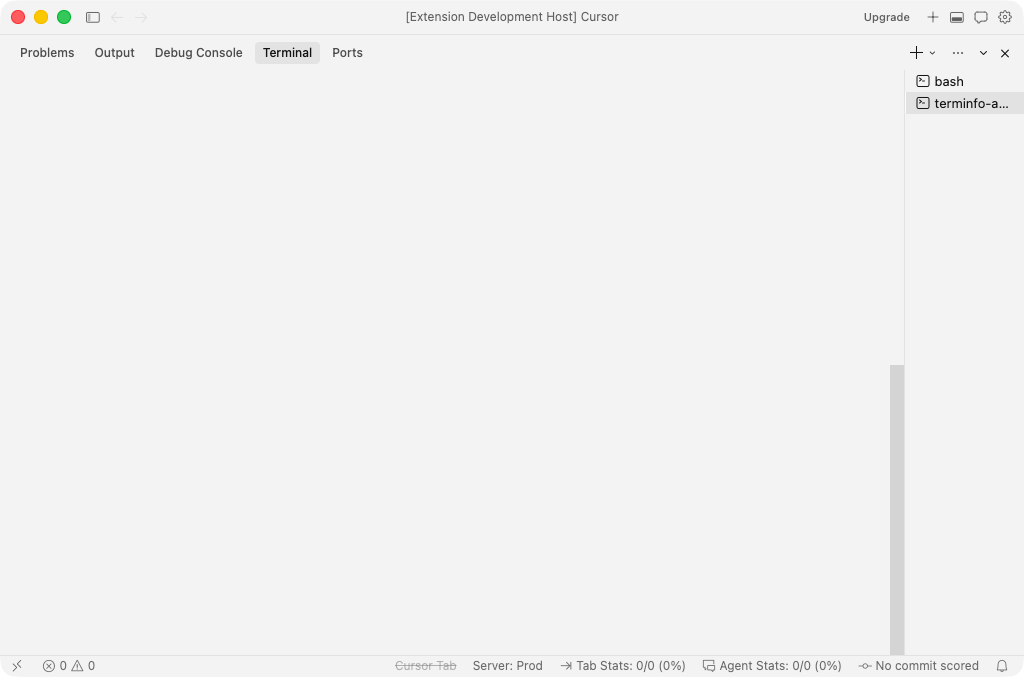 [Extension Development Host] Cursor
Upgrade
Problems Output Debug Console Terminal Ports
bash
terminfo-a...
0 0 Cursor Tab Server: Prod Tab Stats: 0/0 (0%) Agent Stats: 0/0 (0%) No commit scored